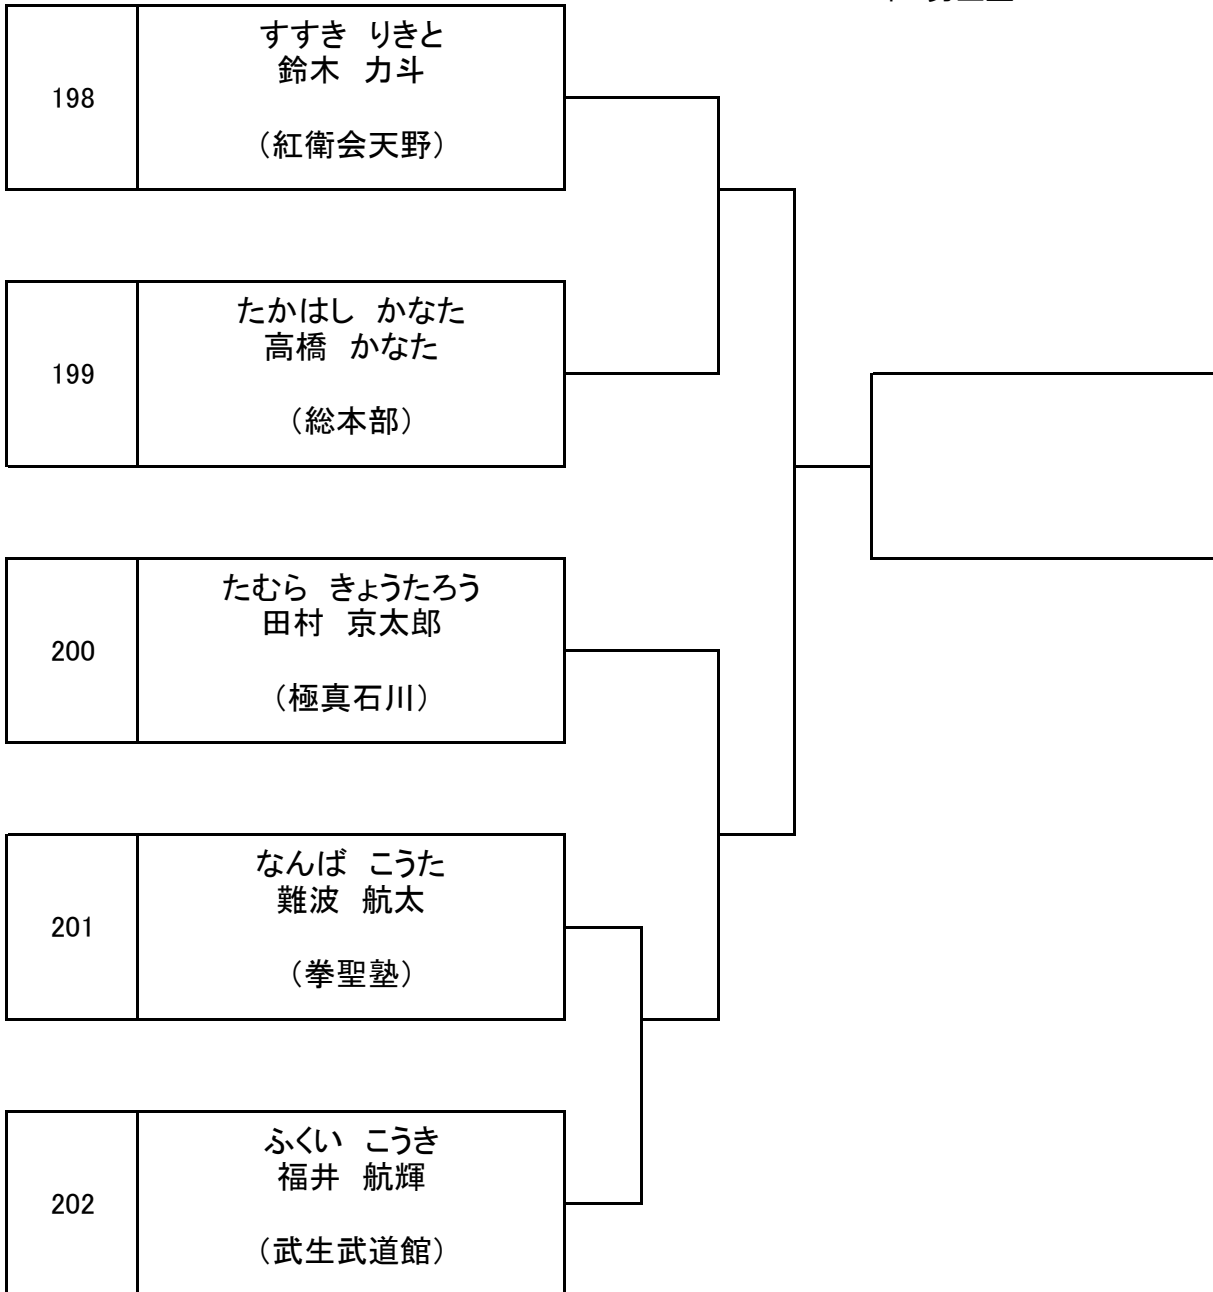 198
すすき りきと
鈴木 力斗
（紅衛会天野）
199
たかはし かなた
高橋 かなた
（総本部）
200
たむら きょうたろう
田村 京太郎
（極真石川）
201
なんば こうた
難波 航太
（拳聖塾）
202
ふくい こうき
福井 航輝
（武生武道館）